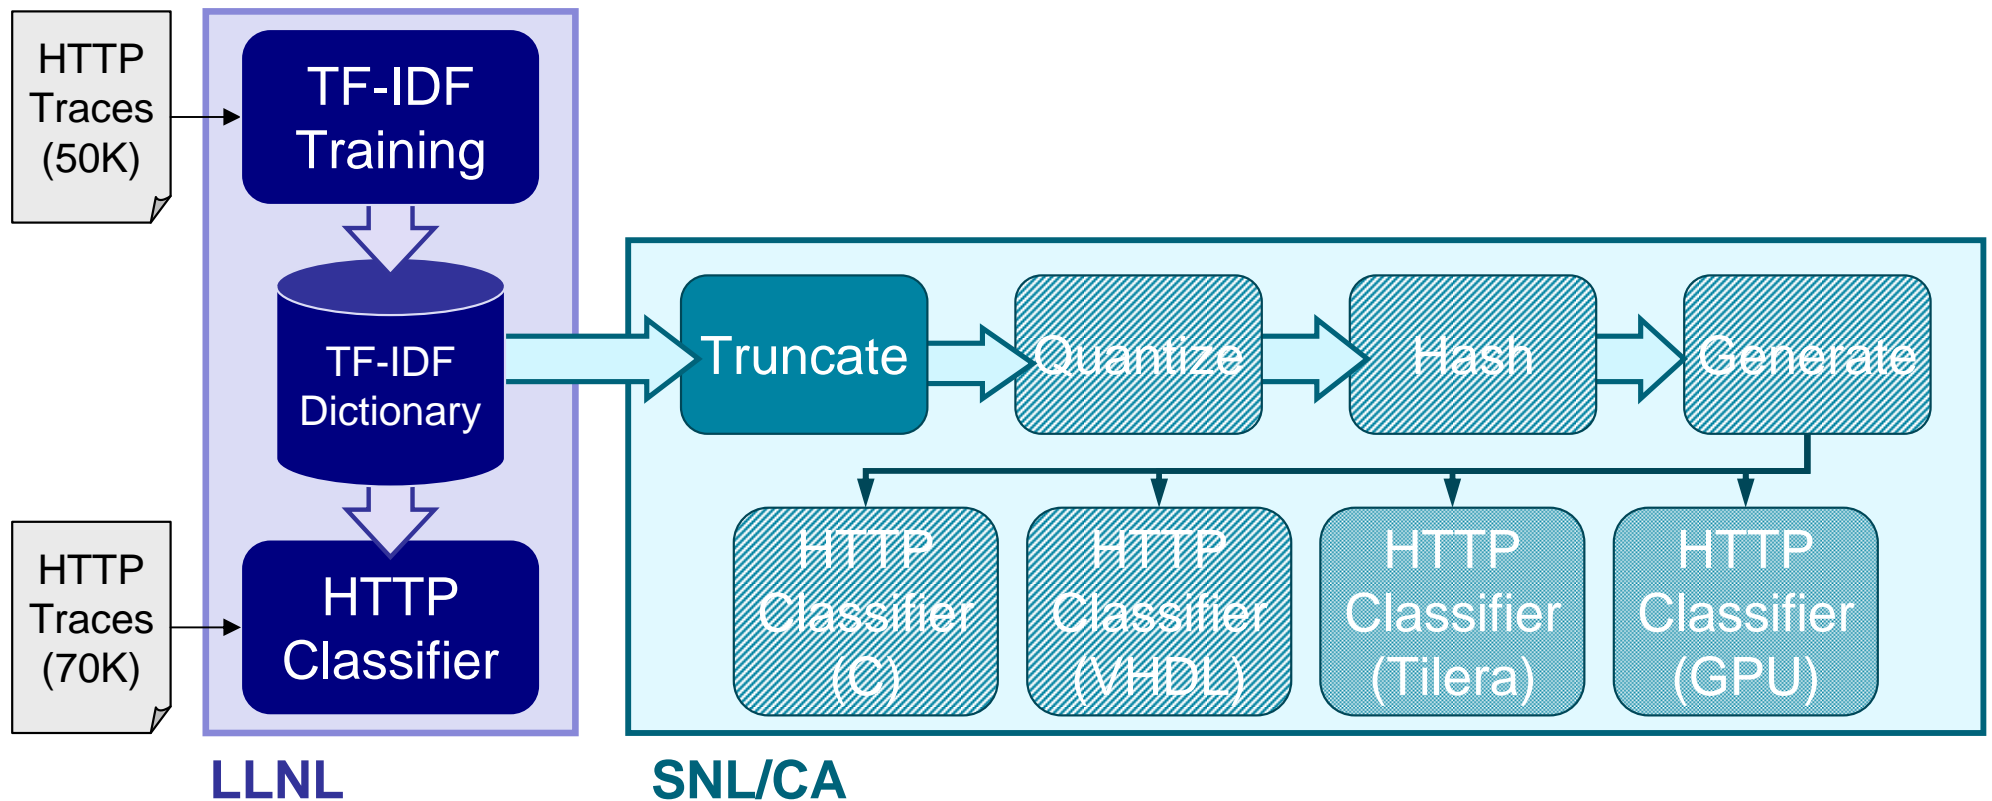 HTTP
Traces
(50K)
TF-IDF
Training
TF-IDF
Dictionary
HTTP
Traces
(70K)
HTTP
Classifier
LLNL
Truncate
Quantize
Hash
Generate
HTTP
Classifier
(C)
HTTP
Classifier
(VHDL)
HTTP
Classifier
(Tilera)
HTTP
Classifier
(GPU)
SNL/CA